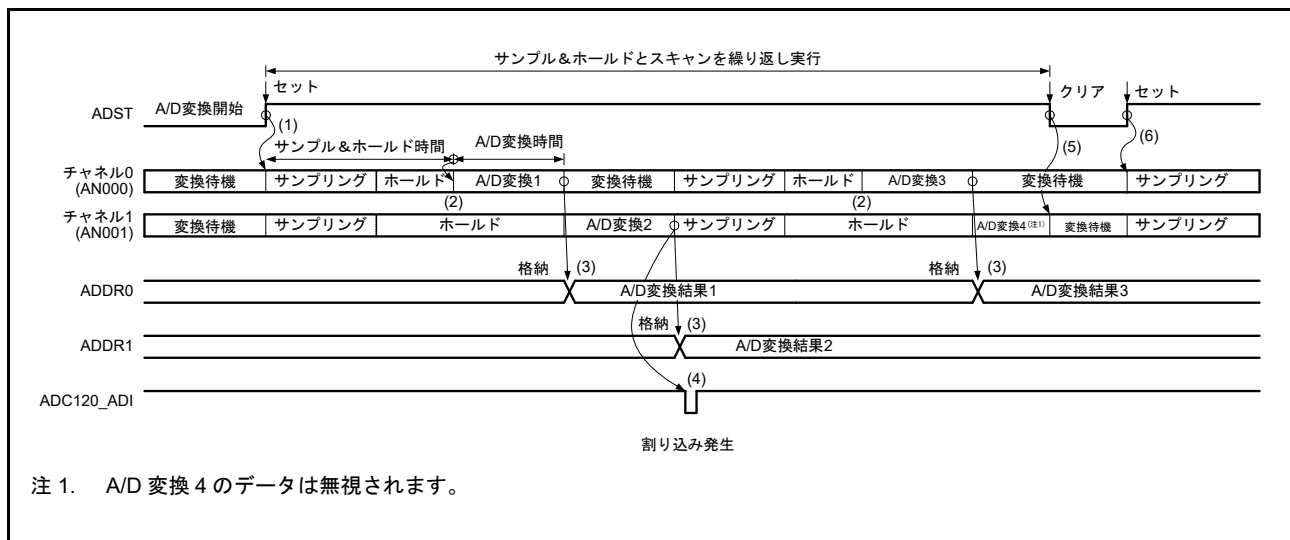 サンプル＆ホールドとスキャンを繰り返し実行
セット クリア セット
ADST A/D変換開始
(1) (5) (6)
サンプル＆ホールド時間 A/D変換時間
チャネル0 (AN000) 変換待機 サンプリング ホールド A/D変換1 変換待機 サンプリング ホールド A/D変換3 変換待機 サンプリング
(2) (2)
チャネル1 (AN001) 変換待機 サンプリング ホールド A/D変換2 サンプリング ホールド A/D変換4(注1) 変換待機 サンプリング
格納 (3) 格納 (3)
ADDR0 A/D変換結果1 A/D変換結果3
格納 (3)
ADDR1 A/D変換結果2
(4)
ADC120_ADI
割り込み発生
注 1. A/D 変換 4 のデータは無視されます。